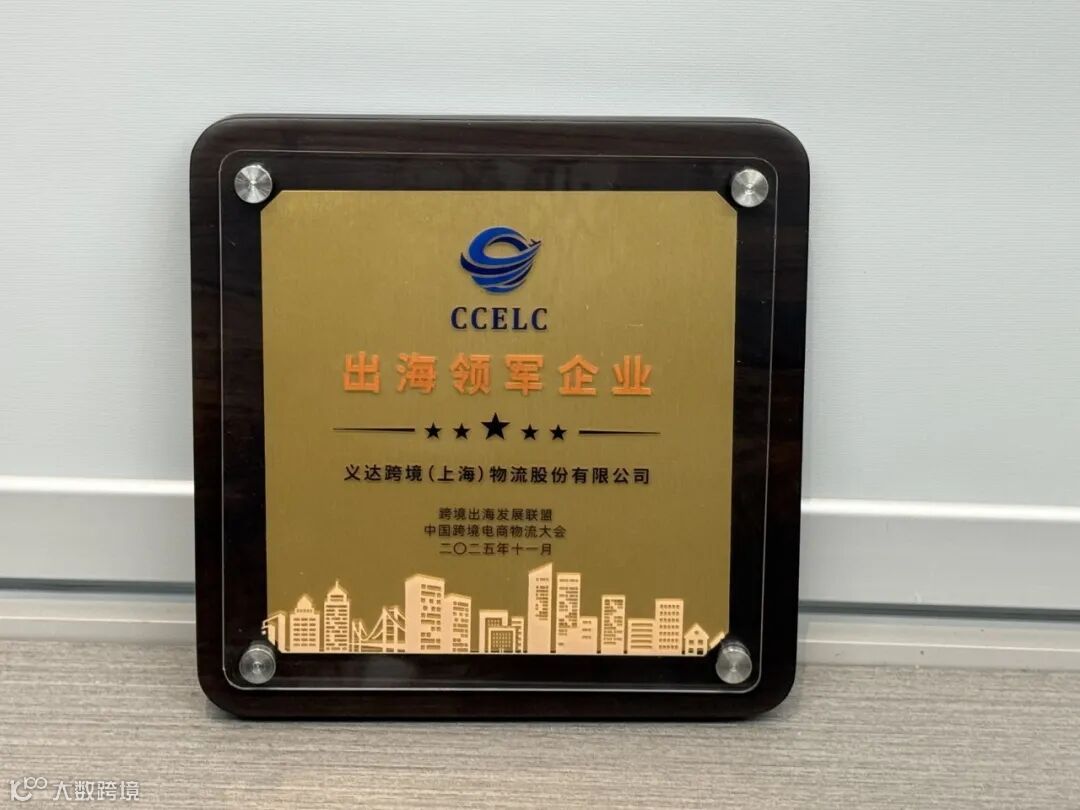 CCELC
出海领军企业
义达跨境(上海)物流股份有限公司
跨境出海发展联盟
中国跨境电商物流大会
二〇二五年十一月
大数跨境